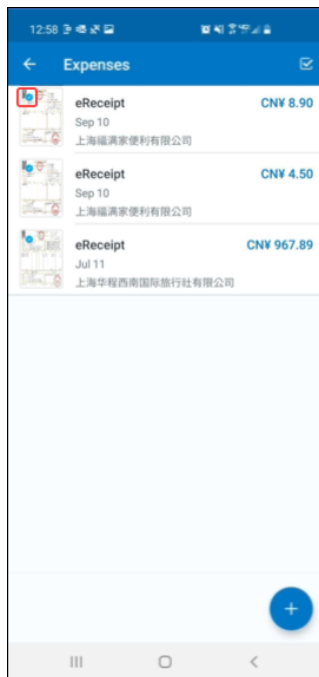 12:58
Expenses
eReceipt CN¥ 8.90
Sep 10
上海福满家便利有限公司
eReceipt CN¥ 4.50
Sep 10
上海福满家便利有限公司
eReceipt CN¥ 967.89
Jul 11
上海华程西南国际旅行社有限公司